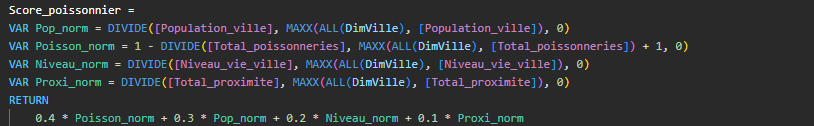 Score_poissonnier =
VAR Pop_norm = DIVIDE([Population_ville], MAXX(ALL(DimVille), [Population_ville]), 0)
VAR Poisson_norm = 1 - DIVIDE([Total_poissonneries], MAXX(ALL(DimVille), [Total_poissonneries]) + 1, 0)
VAR Niveau_norm = DIVIDE([Niveau_vie_ville], MAXX(ALL(DimVille), [Niveau_vie_ville]), 0)
VAR Proxi_norm = DIVIDE([Total_proximite], MAXX(ALL(DimVille), [Total_proximite]), 0)
RETURN
    0.4 * Poisson_norm + 0.3 * Pop_norm + 0.2 * Niveau_norm + 0.1 * Proxi_norm